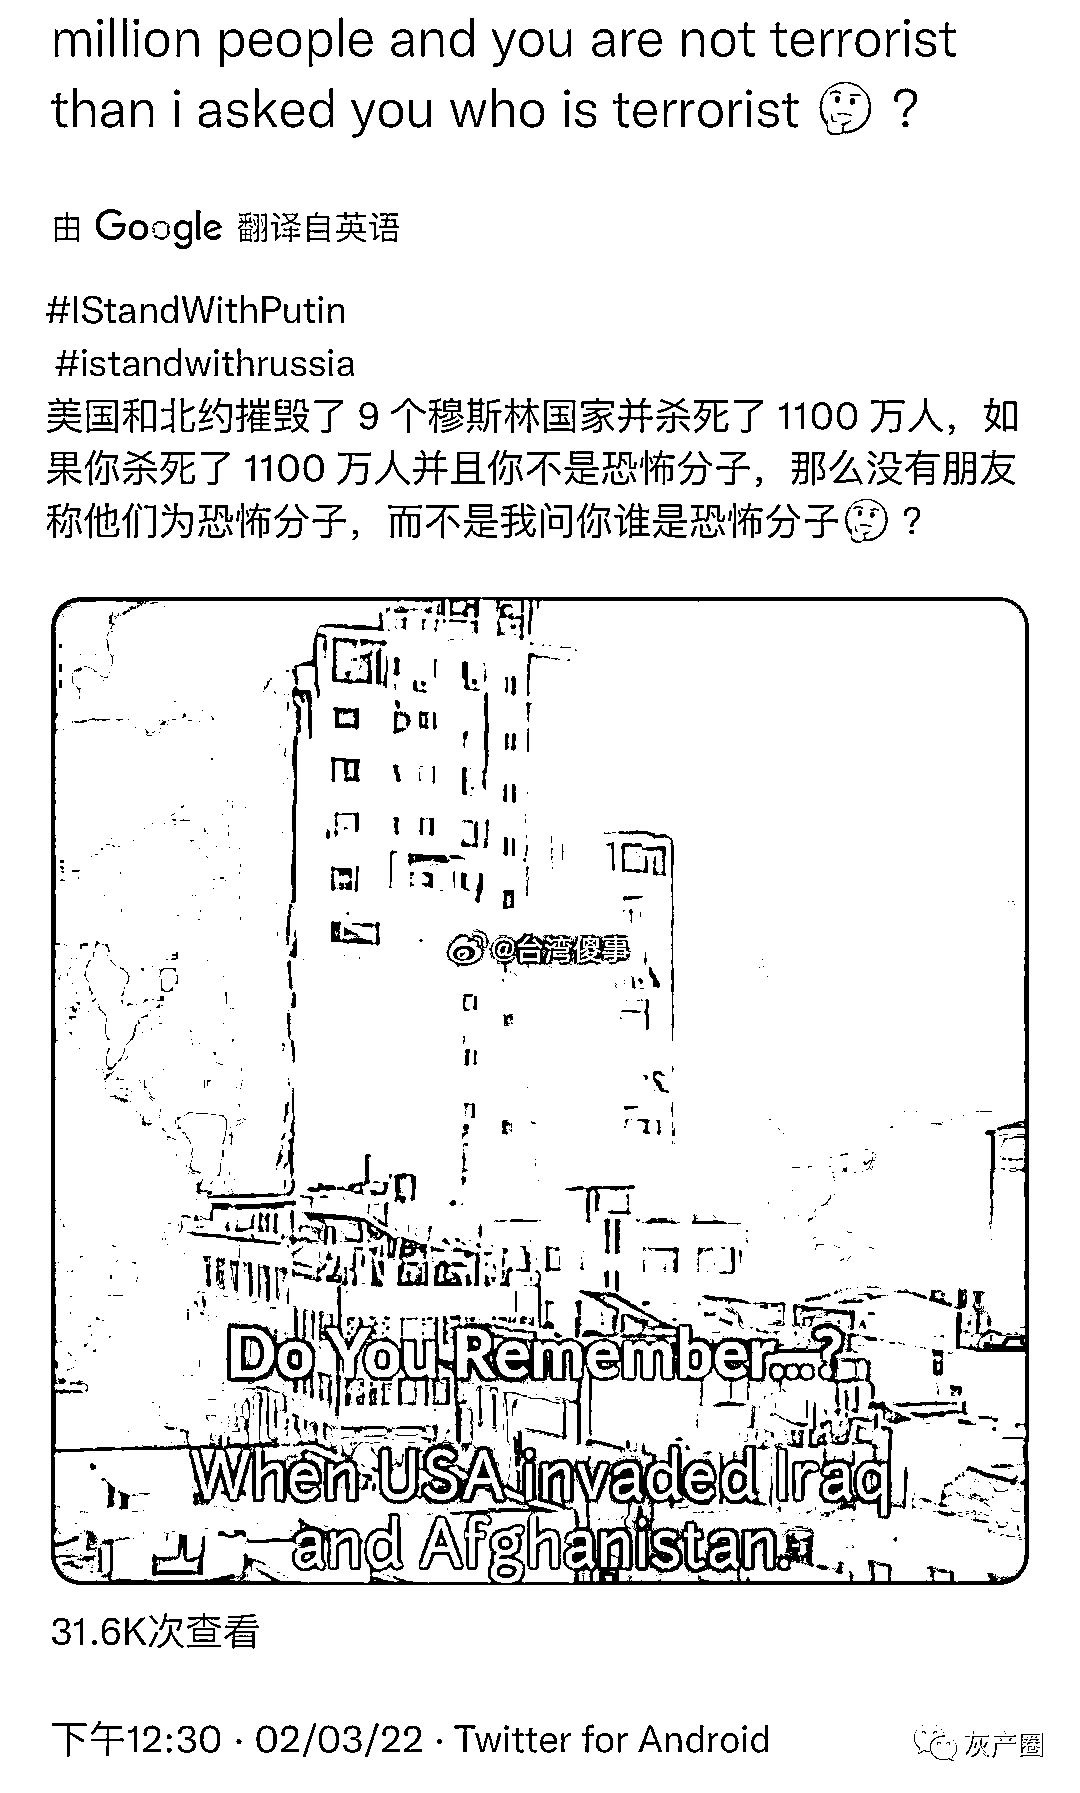 million people and you are not terrorist
than i asked you who is terrorist 🤔 ?
由 Google 翻译自英语
#IStandWithPutin
#istandwithrussia
美国和北约摧毁了 9 个穆斯林国家并杀死了 1100 万人，如
果你杀死了 1100 万人并且你不是恐怖分子，那么没有朋友
称他们为恐怖分子，而不是我问你谁是恐怖分子🤔 ?
@台湾傻事
Do You Remember...?
When USA invaded Iraq
and Afghanistan.
31.6K次查看
下午12:30 · 02/03/22 · Twitter for Android
灰产圈